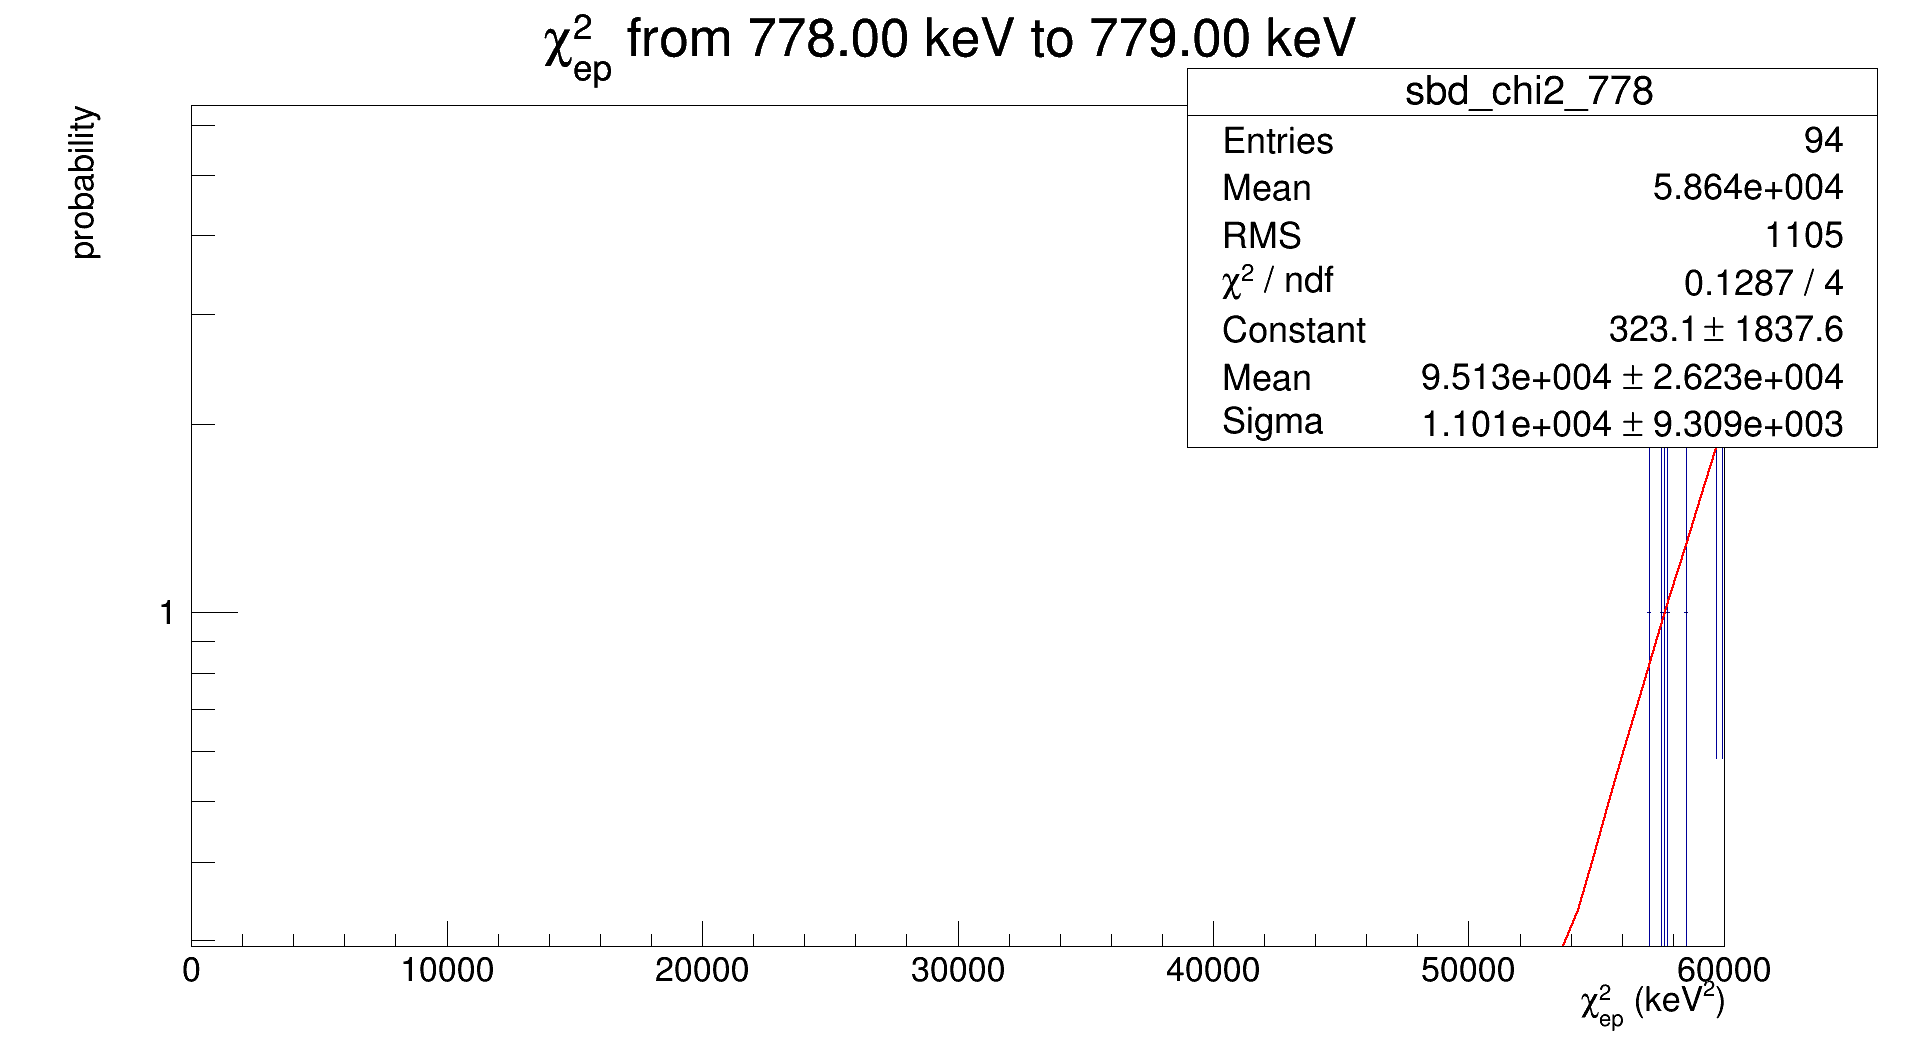 χ²ep from 778.00 keV to 779.00 keV
probability
sbd_chi2_778
Entries 94
Mean 5.864e+004
RMS 1105
χ² / ndf 0.1287 / 4
Constant 323.1 ± 1837.6
Mean 9.513e+004 ± 2.623e+004
Sigma 1.101e+004 ± 9.309e+003
1
0 10000 20000 30000 40000 50000 60000
χ²ep (keV²)